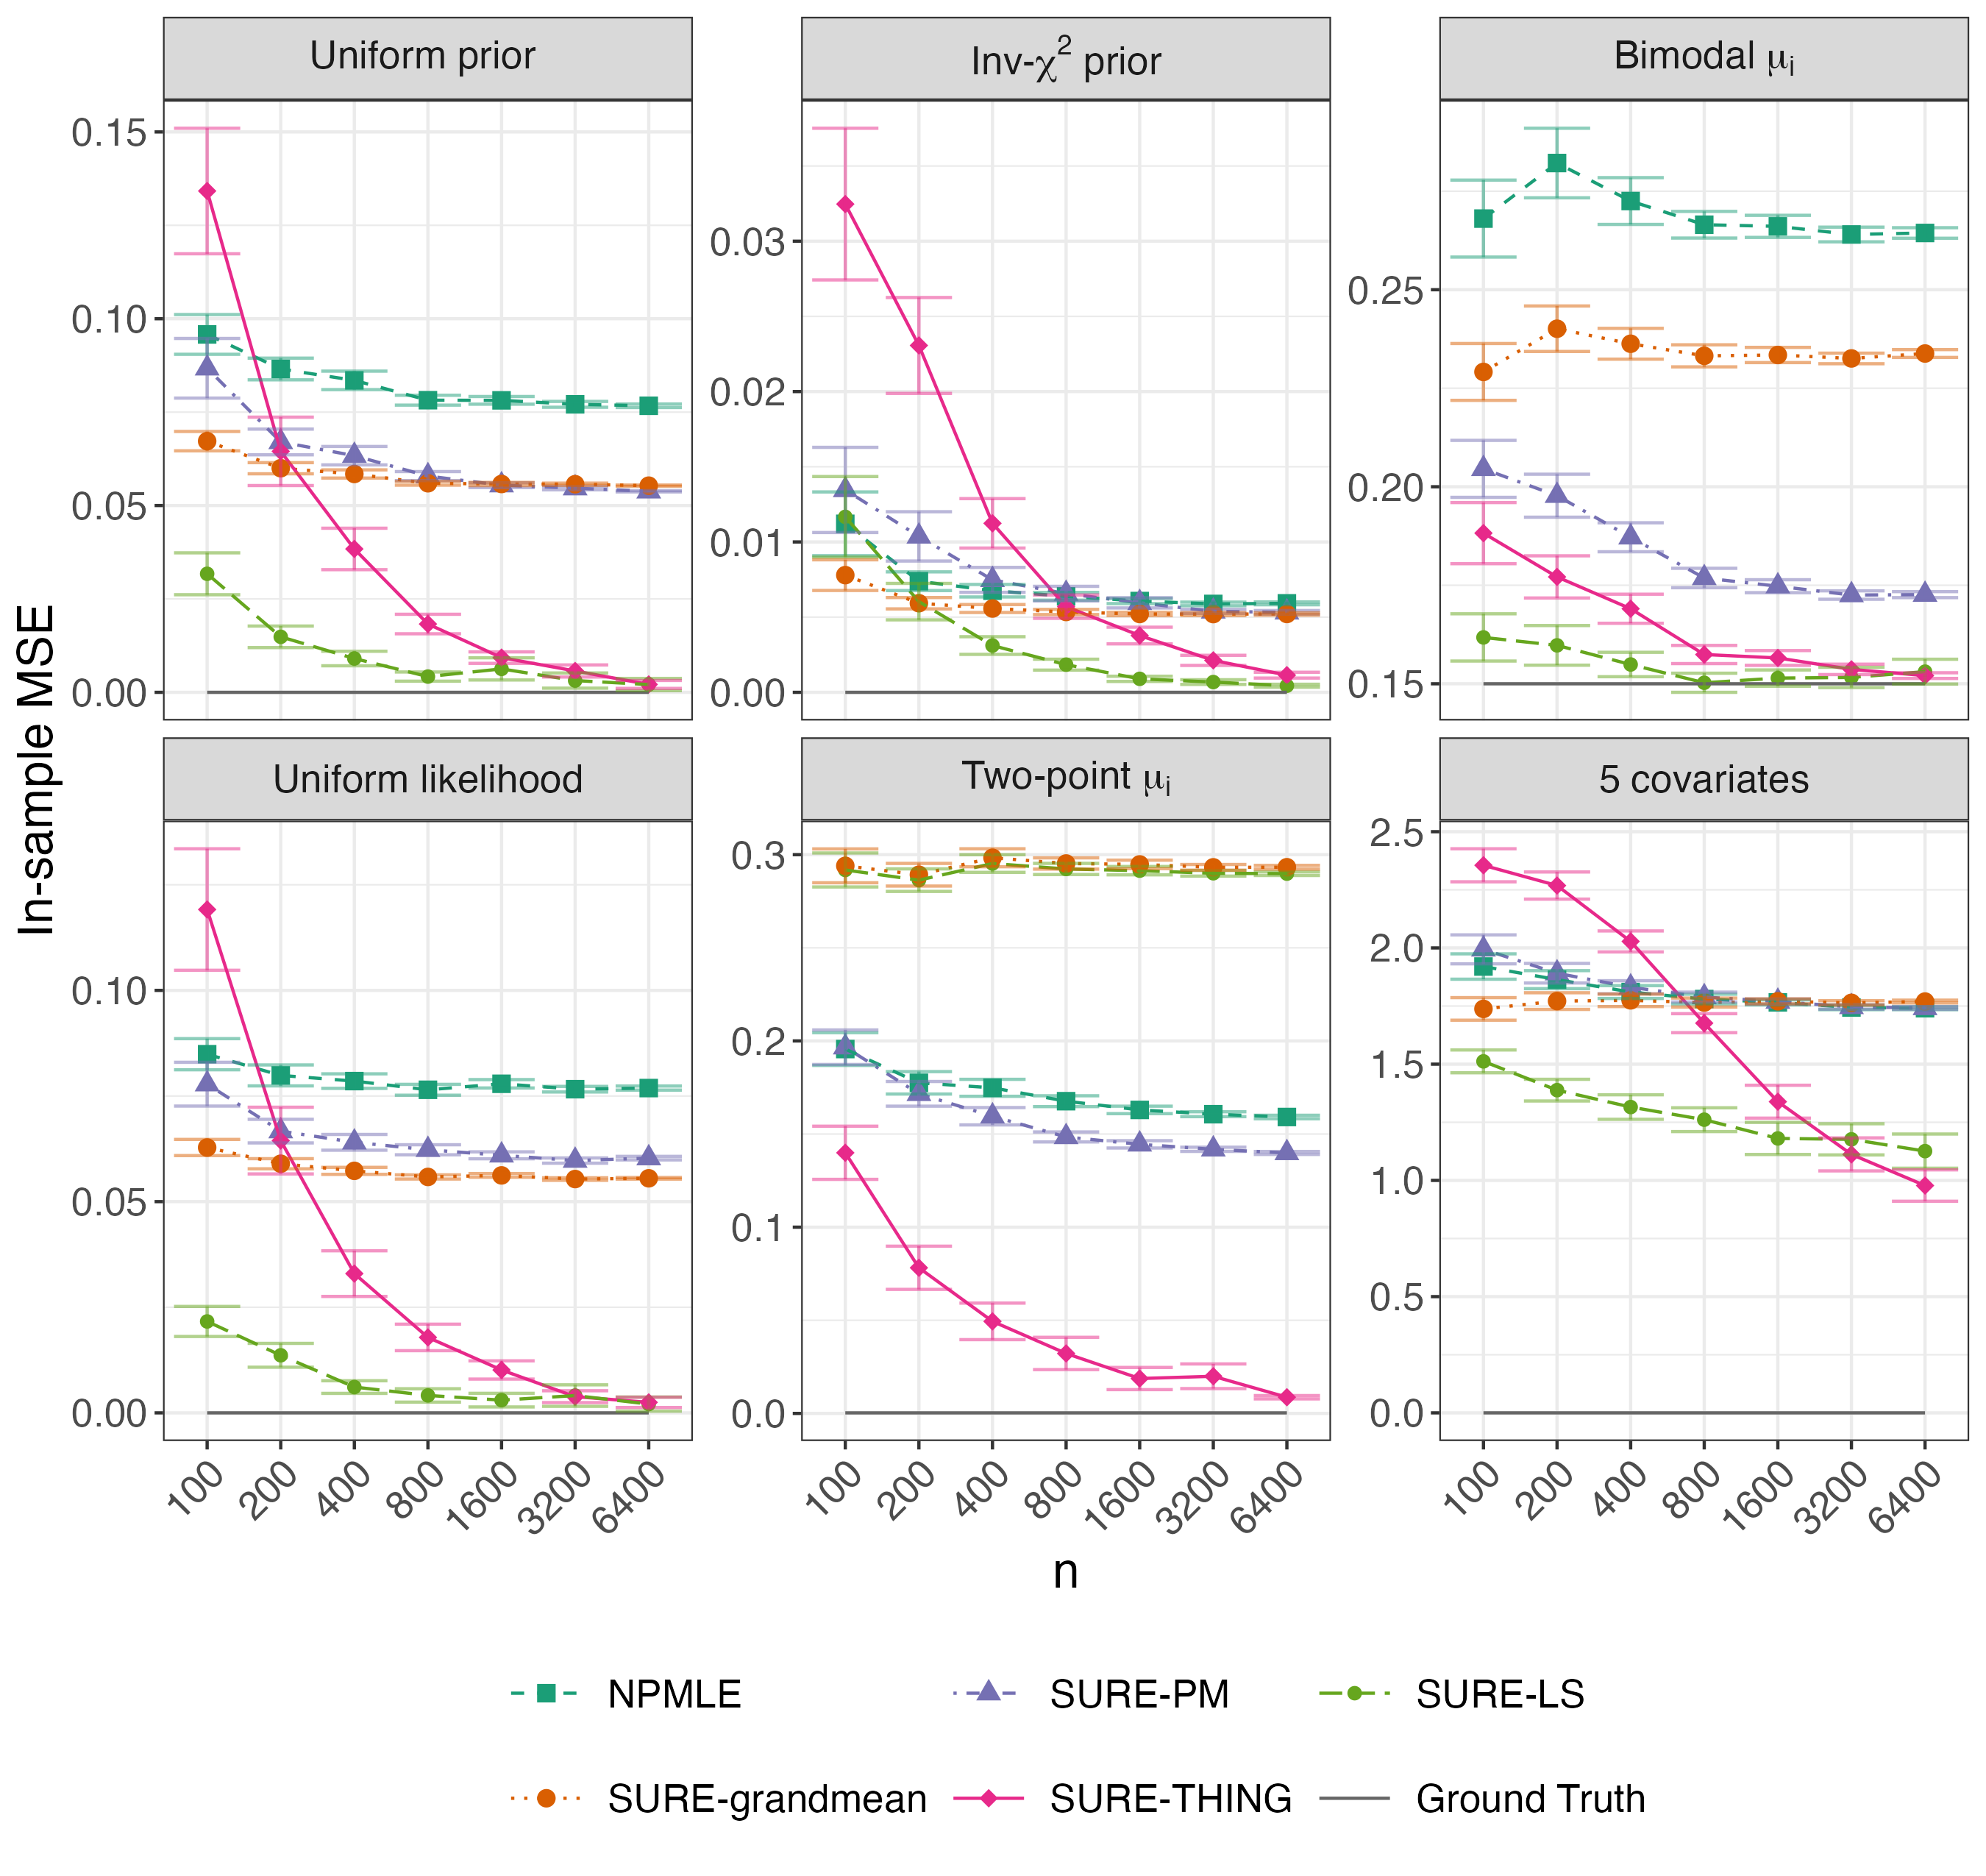 Uniform prior
Inv-χ² prior
Bimodal μᵢ
0.15
0.10
0.05
0.00
0.03
0.02
0.01
0.00
0.25
0.20
0.15
In-sample MSE
Uniform likelihood
Two-point μᵢ
5 covariates
0.10
0.05
0.00
0.3
0.2
0.1
0.0
2.5
2.0
1.5
1.0
0.5
0.0
100 200 400 800 1600 3200 6400
100 200 400 800 1600 3200 6400
100 200 400 800 1600 3200 6400
n
NPMLE
SURE-PM
SURE-LS
SURE-grandmean
SURE-THING
Ground Truth